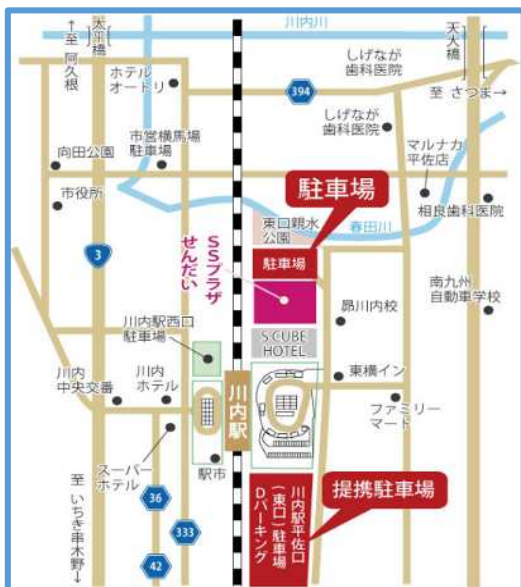 川内川
←至 阿久根
太平橋
天大橋
しげなが
歯科医院
至 さつま→
ホテル
オートリ
394
しげなが
歯科医院
市営横馬場
駐車場
マルナカ
平佐店
向田公園
市役所
駐車場
相良歯科医院
東口親水
公園
春田川
3
SSプラザ
せんだい
駐車場
南九州
自動車学校
昴川内校
川内駅西口
駐車場
S CUBE
HOTEL
川内
中央交番
川内
ホテル
川内駅
東横イン
ファミリー
マート
スーパー
ホテル
駅市
至 いちき串木野→
36
333
42
川内駅平佐口
(東口)駐車場
Dパーキング
提携駐車場